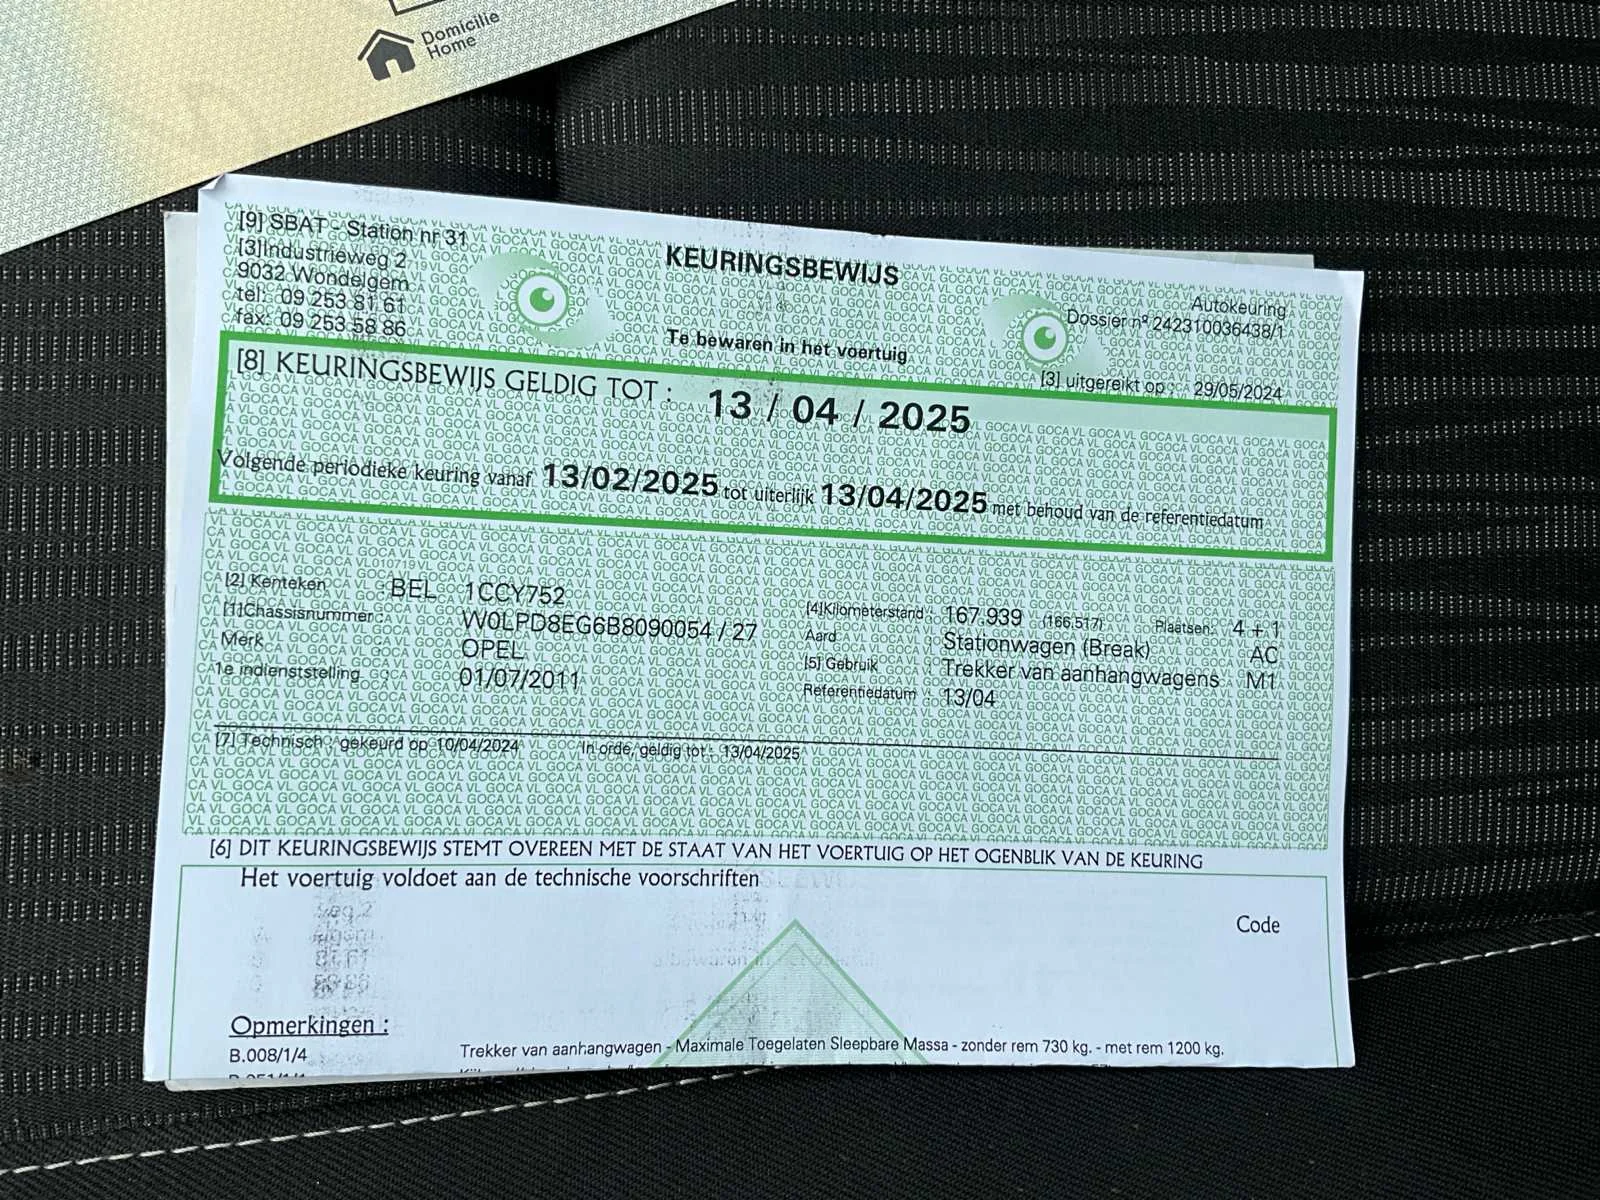 Domicilie
Home
[9] SBAT - Station nr 31
[3]Industrieweg 2
9032 Wondelgem
tel: 09 253 81 61
fax: 09 253 58 86
KEURINGSBEWIJS
Te bewaren in het voertuig
Autokeuring
Dossier nº 242310036438/1
[3] uitgereikt op : 29/05/2024
[8] KEURINGSBEWIJS GELDIG TOT : 13 / 04 / 2025
Volgende periodieke keuring vanaf 13/02/2025 tot uiterlijk 13/04/2025 met behoud van de referentiedatum
[2] Kenteken : BEL 1CCY752
[1]Chassisnummer : W0LPD8EG6B8090054 / 27
Merk : OPEL
1e indienststelling : 01/07/2011
[4]Kilometerstand : 167.939 (166.517) Plaatsen: 4 + 1
Aard : Stationwagen (Break) AC
[5] Gebruik : Trekker van aanhangwagens M1
Referentiedatum : 13/04
[7] Technisch : gekeurd op 10/04/2024 In orde, geldig tot : 13/04/2025
[6] DIT KEURINGSBEWIJS STEMT OVEREEN MET DE STAAT VAN HET VOERTUIG OP HET OGENBLIK VAN DE KEURING
Het voertuig voldoet aan de technische voorschriften
Code
Opmerkingen :
B.008/1/4 Trekker van aanhangwagen - Maximale Toegelaten Sleepbare Massa - zonder rem 730 kg. - met rem 1200 kg.